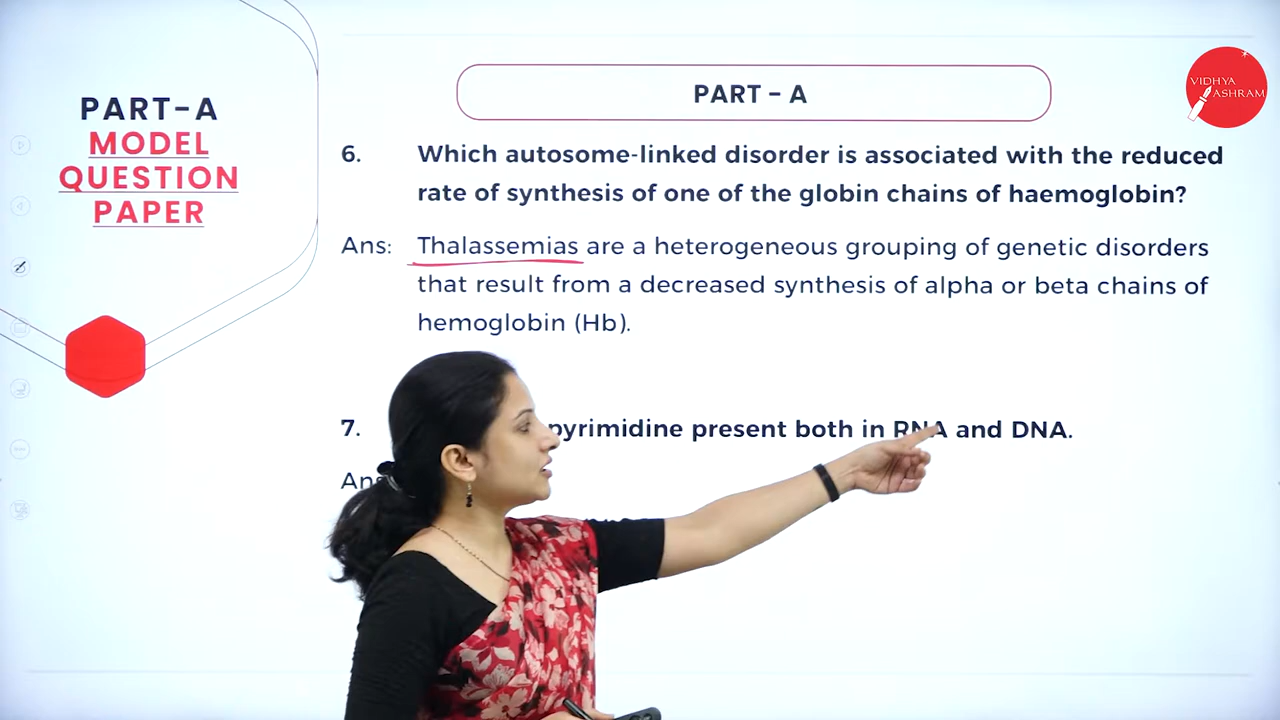 PART-A
MODEL
QUESTION
PAPER
PART – A
VIDHYA
ASHRAM
6. Which autosome-linked disorder is associated with the reduced
rate of synthesis of one of the globin chains of haemoglobin?
Ans: Thalassemias are a heterogeneous grouping of genetic disorders
that result from a decreased synthesis of alpha or beta chains of
hemoglobin (Hb).
7. pyrimidine present both in RNA and DNA.